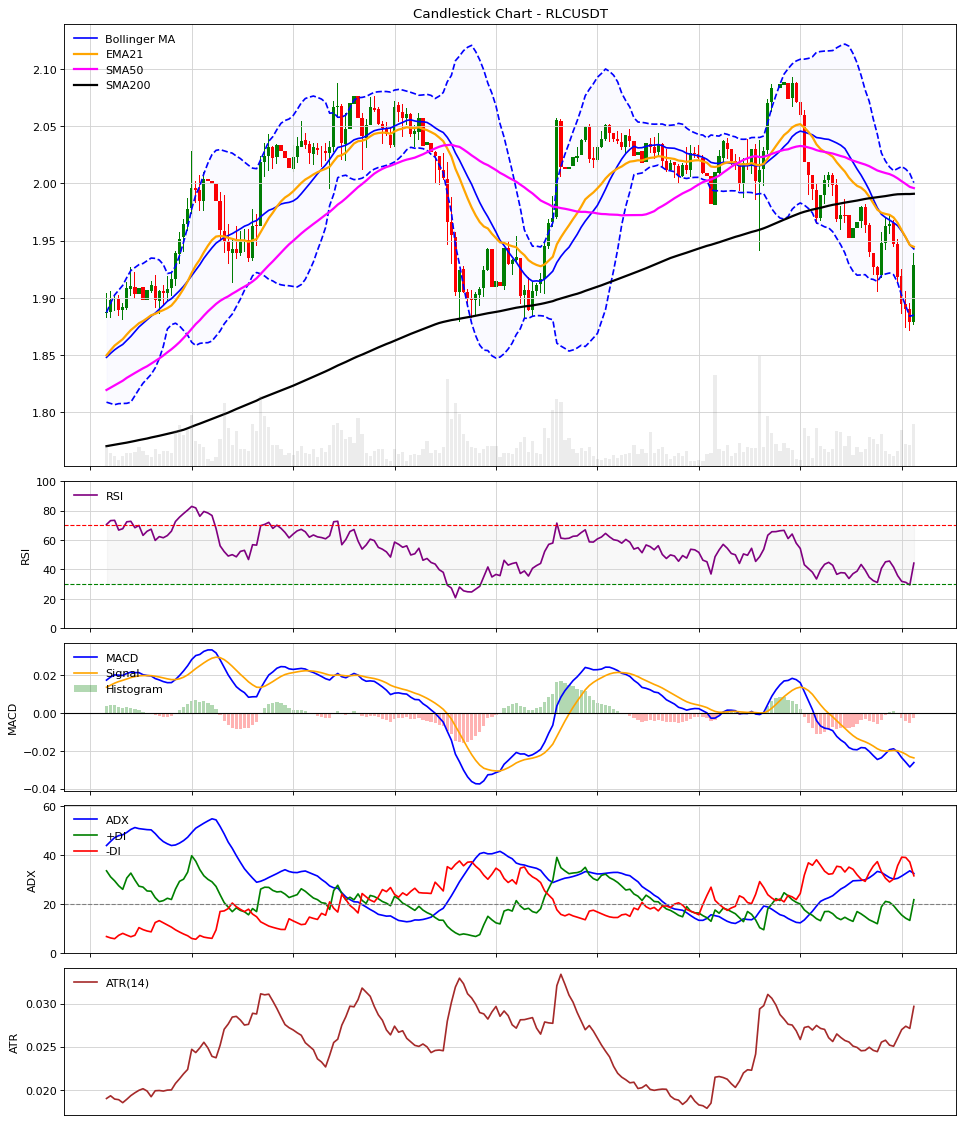 Candlestick Chart - RLCUSDT
Bollinger MA
EMA21
SMA50
SMA200
2.10
2.05
2.00
1.95
1.90
1.85
1.80
RSI
100
80
60
40
20
0
RSI
MACD
Signal
Histogram
0.02
0.00
−0.02
−0.04
MACD
ADX
+DI
-DI
60
40
20
0
ADX
ATR(14)
0.030
0.025
0.020
ATR